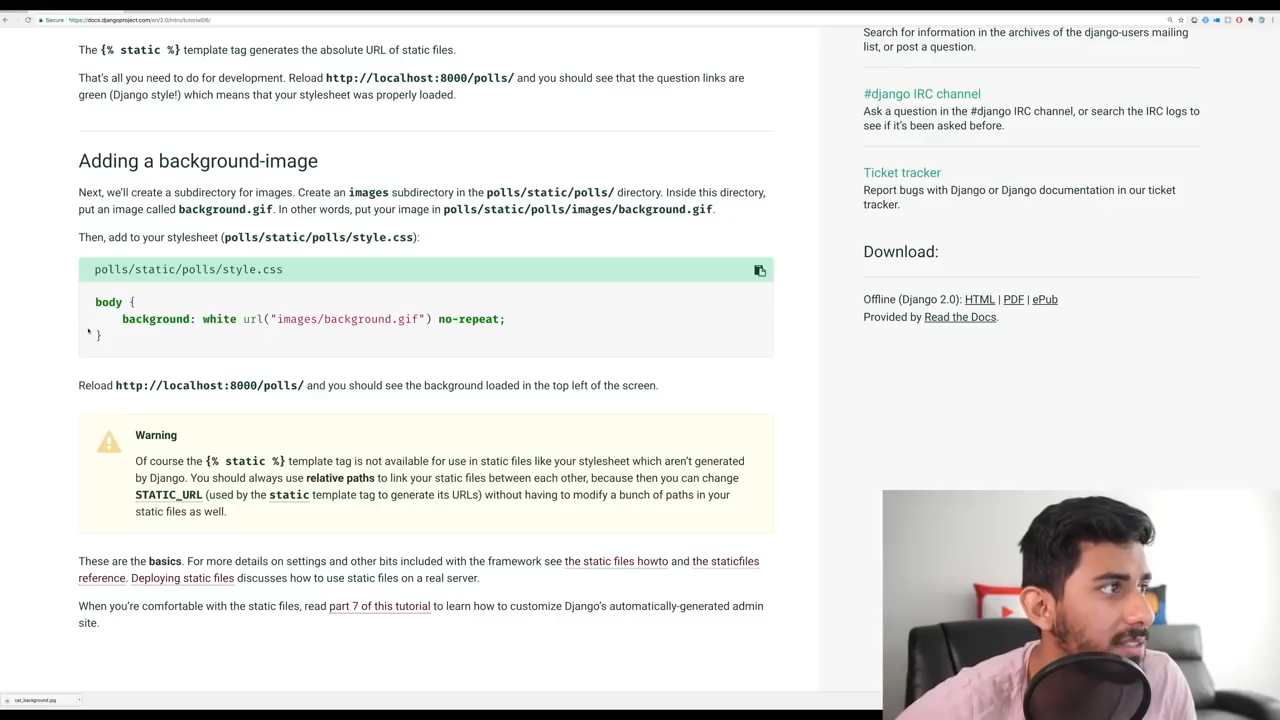 Secure
https://docs.djangoproject.com/en/2.0/intro/tutorial06/
The {% static %} template tag generates the absolute URL of static files.
That's all you need to do for development. Reload http://localhost:8000/polls/ and you should see that the question links are
green (Django style!) which means that your stylesheet was properly loaded.
Adding a background-image
Next, we'll create a subdirectory for images. Create an images subdirectory in the polls/static/polls/ directory. Inside this directory,
put an image called background.gif. In other words, put your image in polls/static/polls/images/background.gif.
Then, add to your stylesheet (polls/static/polls/style.css):
polls/static/polls/style.css
body {
background: white url("images/background.gif") no-repeat;
}
Reload http://localhost:8000/polls/ and you should see the background loaded in the top left of the screen.
Warning
Of course the {% static %} template tag is not available for use in static files like your stylesheet which aren't generated
by Django. You should always use relative paths to link your static files between each other, because then you can change
STATIC_URL (used by the static template tag to generate its URLs) without having to modify a bunch of paths in your
static files as well.
These are the basics. For more details on settings and other bits included with the framework see the static files howto and the staticfiles
reference. Deploying static files discusses how to use static files on a real server.
When you're comfortable with the static files, read part 7 of this tutorial to learn how to customize Django's automatically-generated admin
site.
Search for information in the archives of the django-users mailing
list, or post a question.
#django IRC channel
Ask a question in the #django IRC channel, or search the IRC logs to
see if it's been asked before.
Ticket tracker
Report bugs with Django or Django documentation in our ticket
tracker.
Download:
Offline (Django 2.0): HTML | PDF | ePub
Provided by Read the Docs.
cat_background.jpg